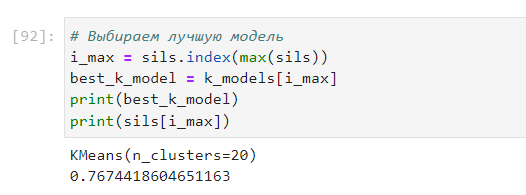 [92]:
# Выбираем лучшую модель
i_max = sils.index(max(sils))
best_k_model = k_models[i_max]
print(best_k_model)
print(sils[i_max])
KMeans(n_clusters=20)
0.7674418604651163